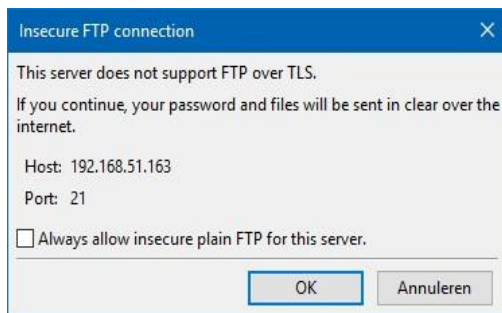 Insecure FTP connection
This server does not support FTP over TLS.
If you continue, your password and files will be sent in clear over the
internet.
Host: 192.168.51.163
Port: 21
Always allow insecure plain FTP for this server.
OK Annuleren